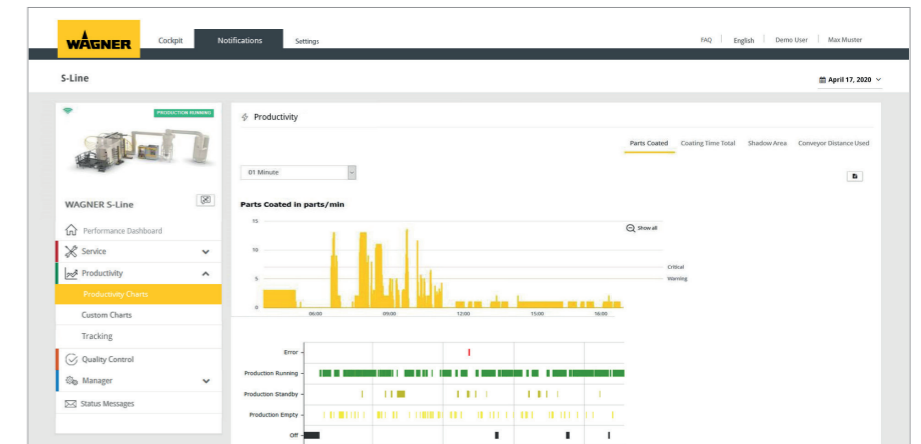 WAGNER
Cockpit
Notifications
Settings
FAQ
English
Demo User
Max Muster
S-Line
April 17, 2020
PRODUCTION RUNNING
WAGNER S-Line
Performance Dashboard
Service
Productivity
Productivity Charts
Custom Charts
Tracking
Quality Control
Manager
Status Messages
Productivity
Parts Coated
Coating Time Total
Shadow Area
Conveyor Distance Used
01 Minute
Parts Coated in parts/min
Show all
15
10
5
0
Critical
Warning
06:00
09:00
12:00
15:00
16:00
Error
Production Running
Production Standby
Production Empty
Off